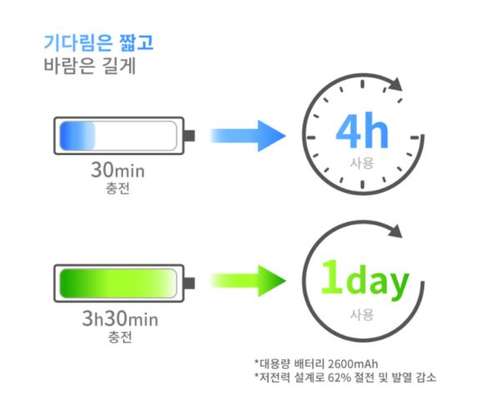 기다림은 짧고
바람은 길게
4h
사용
30min
충전
1day
사용
3h30min
충전
*대용량 배터리 2600mAh
*저전력 설계로 62% 절전 및 발열 감소